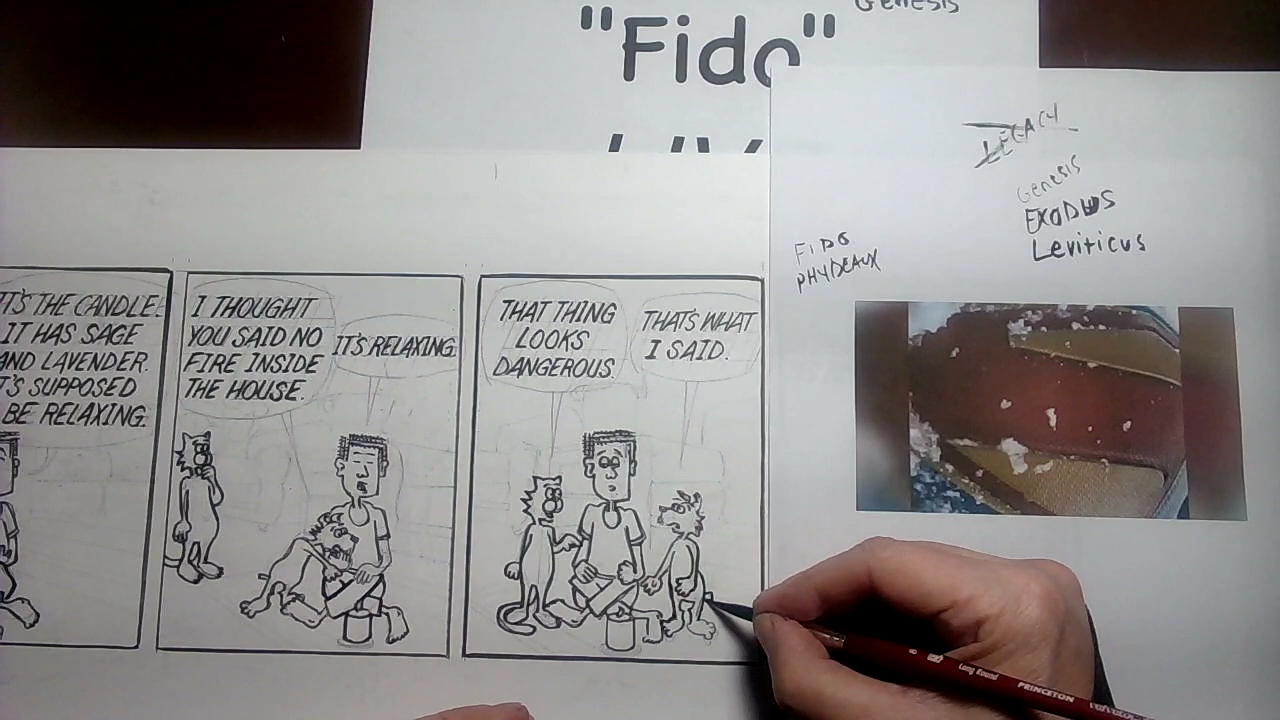 Genesis
"Fido"
LEGACY
Genesis
EXODUS
Leviticus
FIDO
PHYDEAUX
IT'S THE CANDLE.
IT HAS SAGE
AND LAVENDER.
IT'S SUPPOSED
BE RELAXING.
I THOUGHT
YOU SAID NO
FIRE INSIDE
THE HOUSE.
IT'S RELAXING.
THAT THING
LOOKS
DANGEROUS.
THAT'S WHAT
I SAID.
PRINCETON